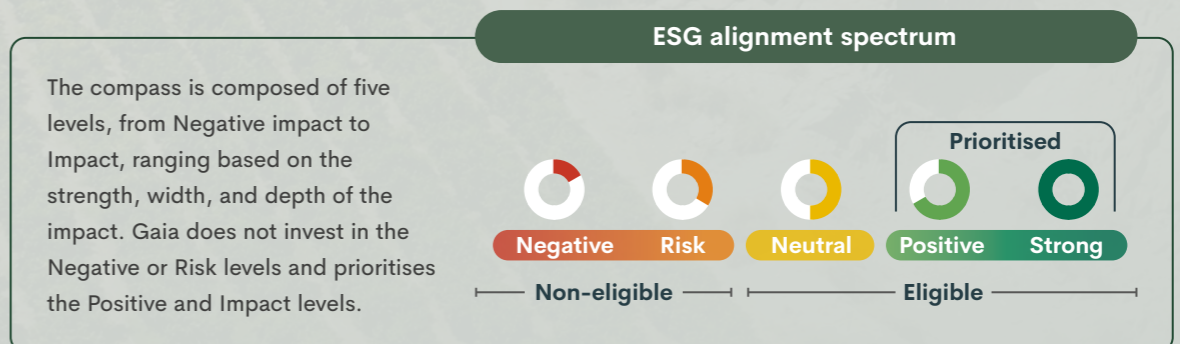 ESG alignment spectrum
The compass is composed of five
levels, from Negative impact to
Impact, ranging based on the
strength, width, and depth of the
impact. Gaia does not invest in the
Negative or Risk levels and prioritises
the Positive and Impact levels.
Prioritised
Negative Risk Neutral Positive Strong
Non-eligible Eligible